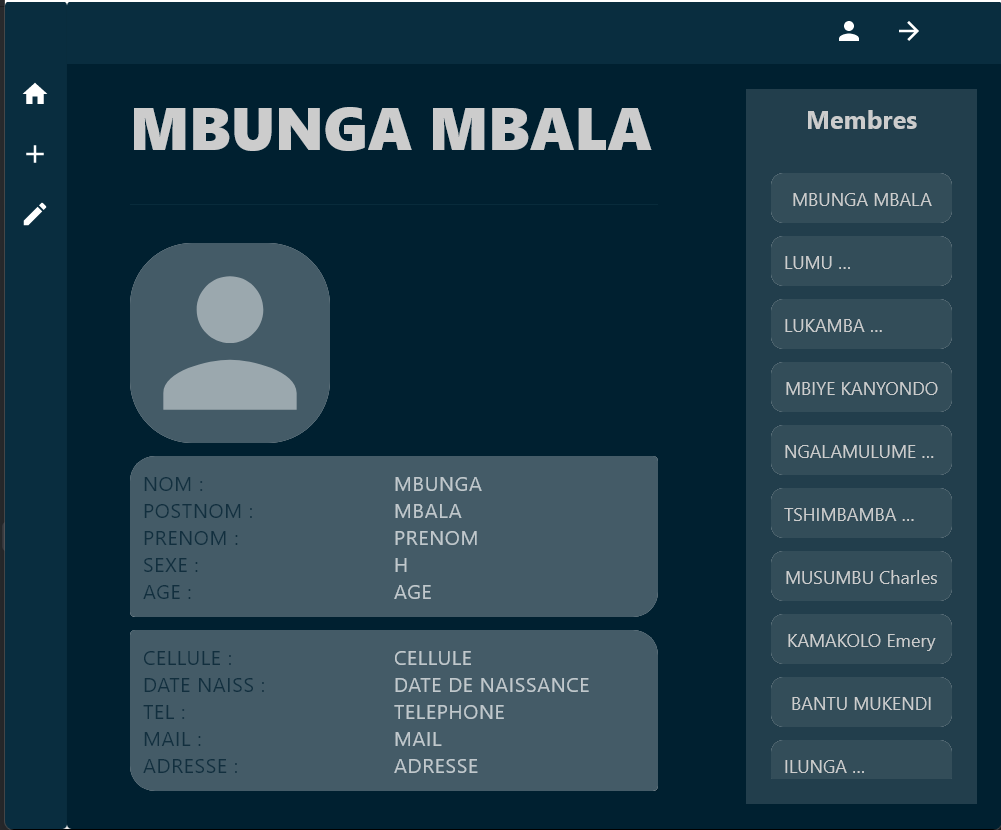 MBUNGA MBALA
NOM : MBUNGA
POSTNOM : MBALA
PRENOM : PRENOM
SEXE : H
AGE : AGE
CELLULE : CELLULE
DATE NAISS : DATE DE NAISSANCE
TEL : TELEPHONE
MAIL : MAIL
ADRESSE : ADRESSE
Membres
MBUNGA MBALA
LUMU ...
LUKAMBA ...
MBIYE KANYONDO
NGALAMULUME ...
TSHIMBAMBA ...
MUSUMBU Charles
KAMAKOLO Emery
BANTU MUKENDI
ILUNGA ...